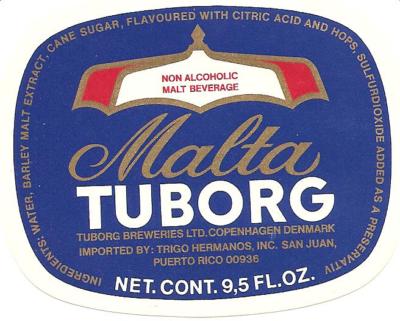 INGREDIENTS: WATER, BARLEY MALT EXTRACT, CANE SUGAR, FLAVOURED WITH CITRIC ACID AND HOPS, SULFURDIOXIDE ADDED AS A PRESERVATIV
NON ALCOHOLIC
MALT BEVERAGE
Malta
TUBORG
TUBORG BREWERIES LTD. COPENHAGEN DENMARK
IMPORTED BY: TRIGO HERMANOS, INC. SAN JUAN,
PUERTO RICO 00936
NET. CONT. 9,5 FL.OZ.